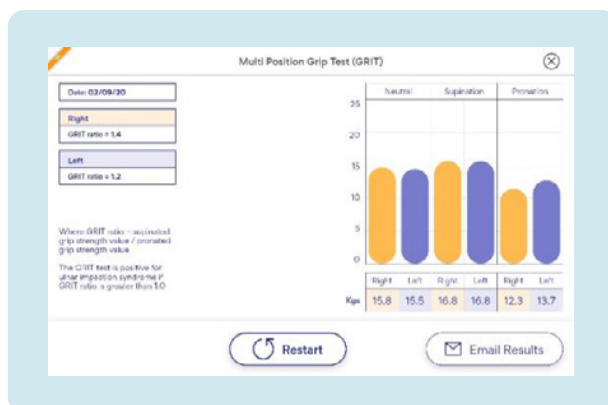 Multi Position Grip Test (GRIT)
Date: 02/09/20
Right
GRIT ratio = 1.4
Left
GRIT ratio = 1.2
Where GRIT ratio = supinated
grip strength value / pronated
grip strength value
The GRIT test is positive for
ulnar impaction syndrome if
GRIT ratio is greater than 1.0
Neutral Supination Pronation
25
20
15
10
5
0
Right Left Right Left Right Left
Kgs 15.8 15.5 16.8 16.8 12.3 13.7
Restart
Email Results